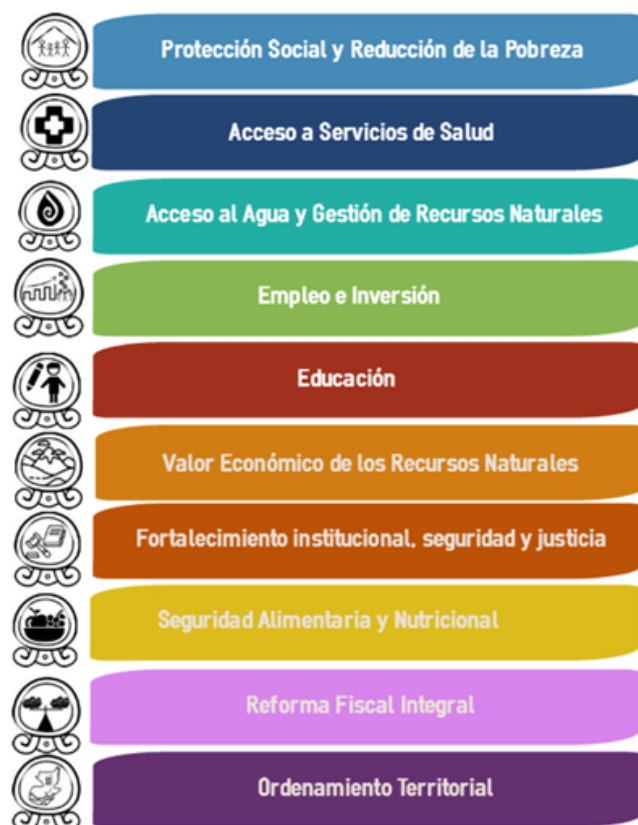 Protección Social y Reducción de la Pobreza
Acceso a Servicios de Salud
Acceso al Agua y Gestión de Recursos Naturales
Empleo e Inversión
Educación
Valor Económico de los Recursos Naturales
Fortalecimiento institucional, seguridad y justicia
Seguridad Alimentaria y Nutricional
Reforma Fiscal Integral
Ordenamiento Territorial